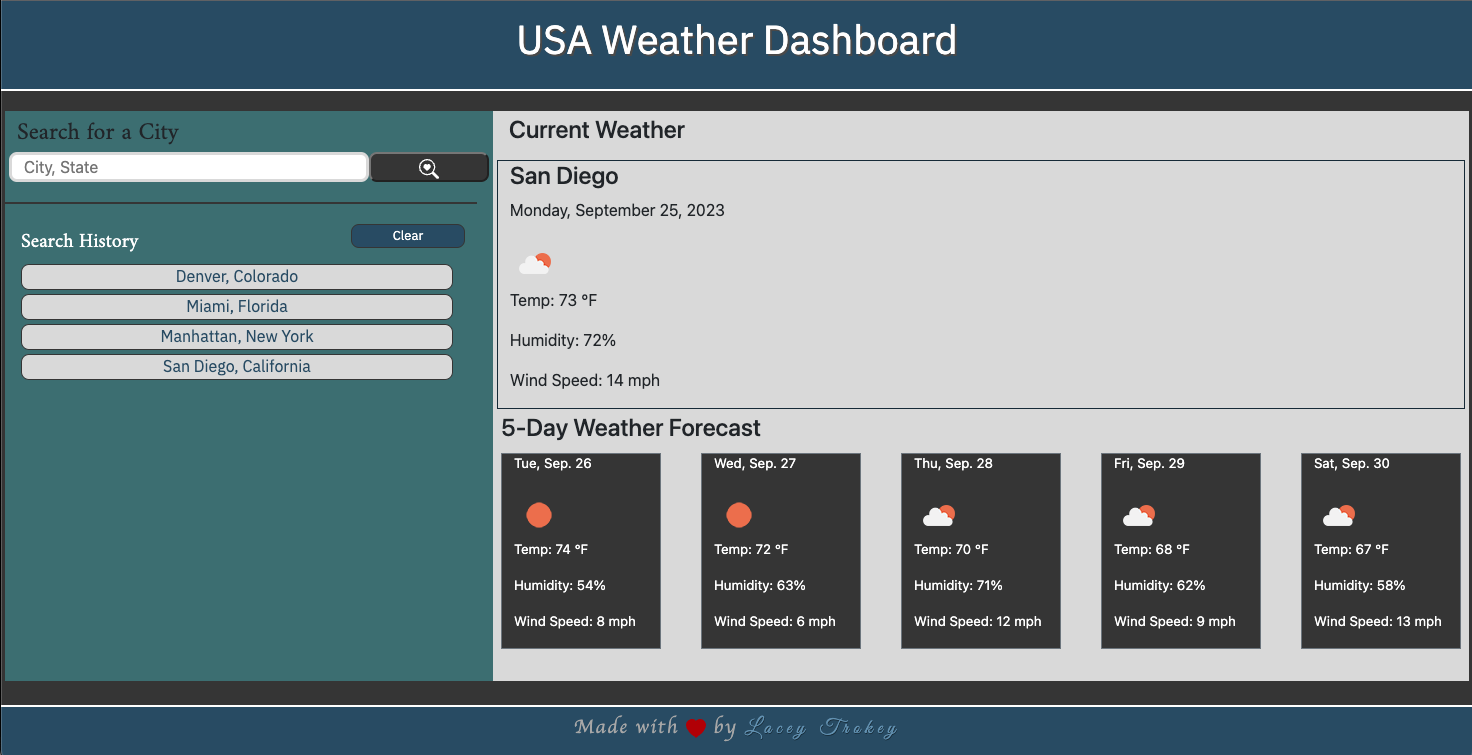 USA Weather Dashboard
Search for a City
City, State
Search History
Clear
Denver, Colorado
Miami, Florida
Manhattan, New York
San Diego, California
Current Weather
San Diego
Monday, September 25, 2023
Temp: 73 °F
Humidity: 72%
Wind Speed: 14 mph
5-Day Weather Forecast
Tue, Sep. 26
Temp: 74 °F
Humidity: 54%
Wind Speed: 8 mph
Wed, Sep. 27
Temp: 72 °F
Humidity: 63%
Wind Speed: 6 mph
Thu, Sep. 28
Temp: 70 °F
Humidity: 71%
Wind Speed: 12 mph
Fri, Sep. 29
Temp: 68 °F
Humidity: 62%
Wind Speed: 9 mph
Sat, Sep. 30
Temp: 67 °F
Humidity: 58%
Wind Speed: 13 mph
Made with ❤ by Lacey Trokey